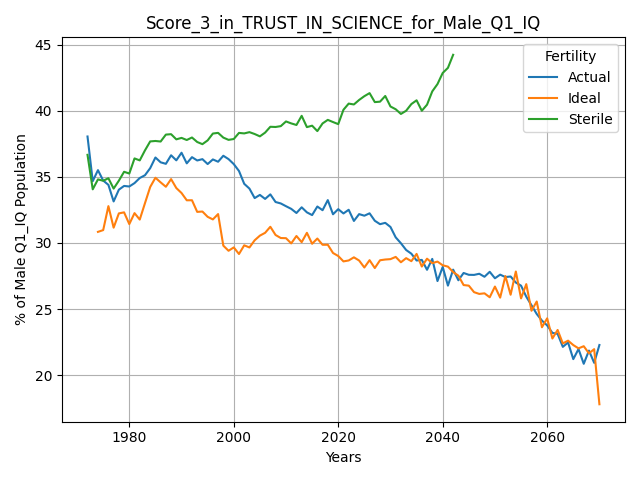 Score_3_in_TRUST_IN_SCIENCE_for_Male_Q1_IQ
% of Male Q1_IQ Population
45
40
35
30
25
20
Fertility
Actual
Ideal
Sterile
1980 2000 2020 2040 2060
Years